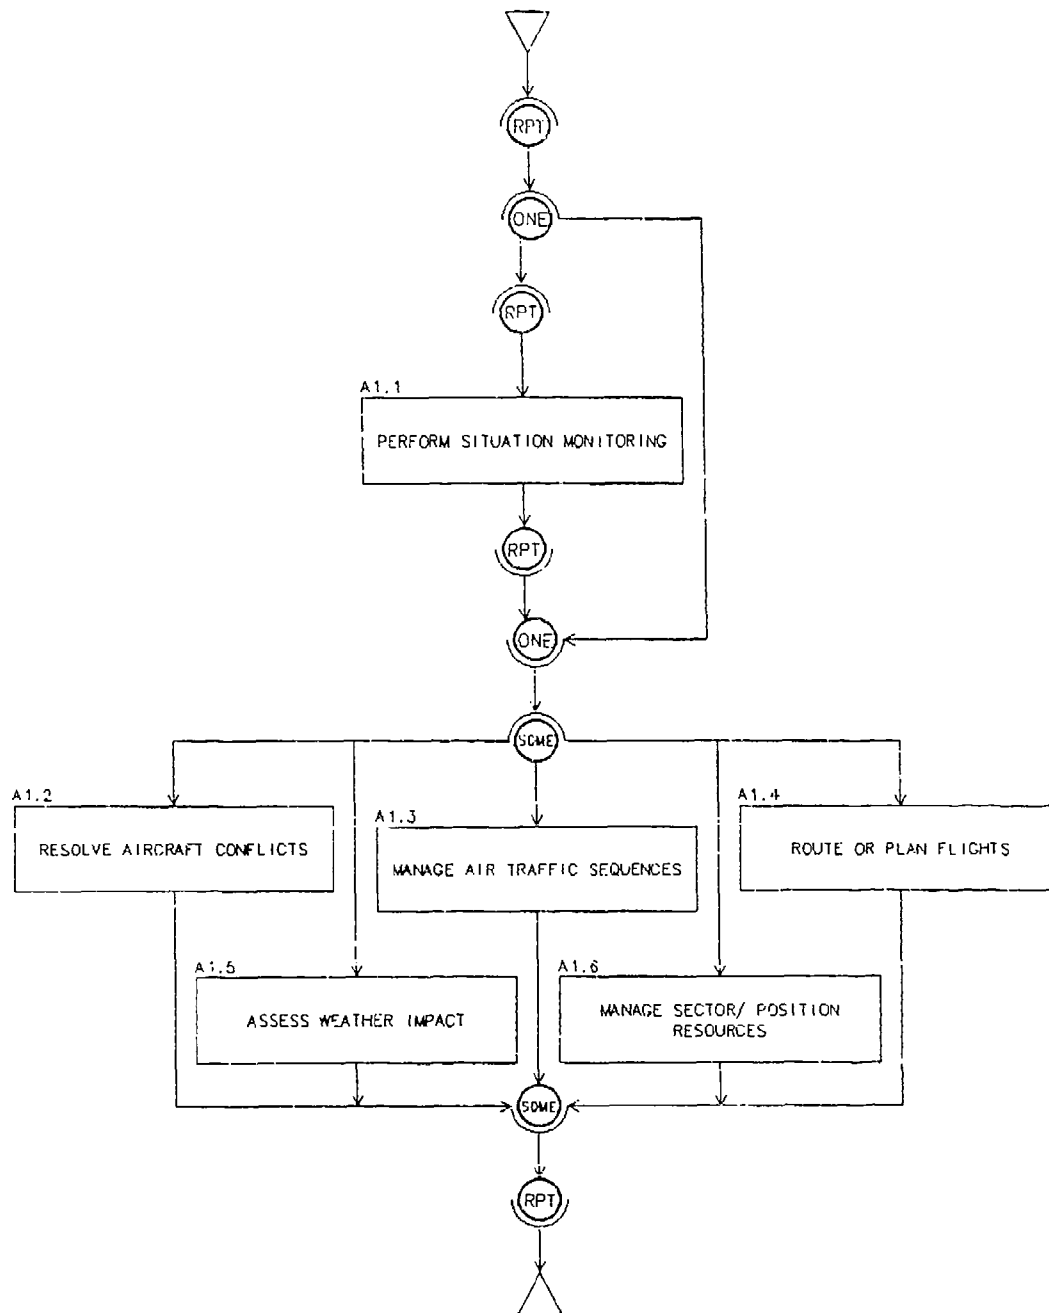 RPT
ONE
RPT
A1.1
PERFORM SITUATION MONITORING
RPT
ONE
SOME
A1.2
RESOLVE AIRCRAFT CONFLICTS
A1.3
MANAGE AIR TRAFFIC SEQUENCES
A1.4
ROUTE OR PLAN FLIGHTS
A1.5
ASSESS WEATHER IMPACT
A1.6
MANAGE SECTOR/ POSITION
RESOURCES
SOME
RPT